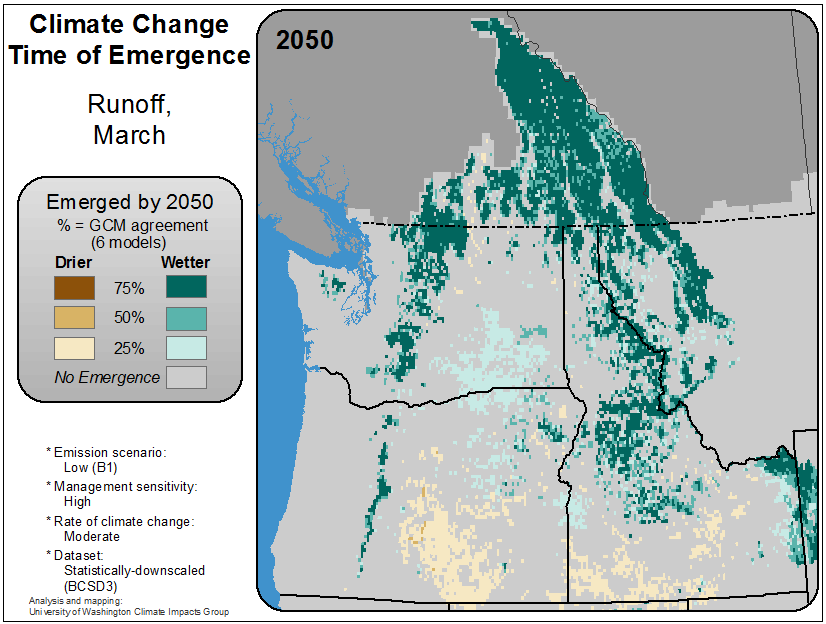 Climate Change
Time of Emergence
Runoff,
March
Emerged by 2050
% = GCM agreement
(6 models)
Drier Wetter
75%
50%
25%
No Emergence
* Emission scenario:
Low (B1)
* Management sensitivity:
High
* Rate of climate change:
Moderate
* Dataset:
Statistically-downscaled
(BCSD3)
Analysis and mapping:
University of Washington Climate Impacts Group
2050